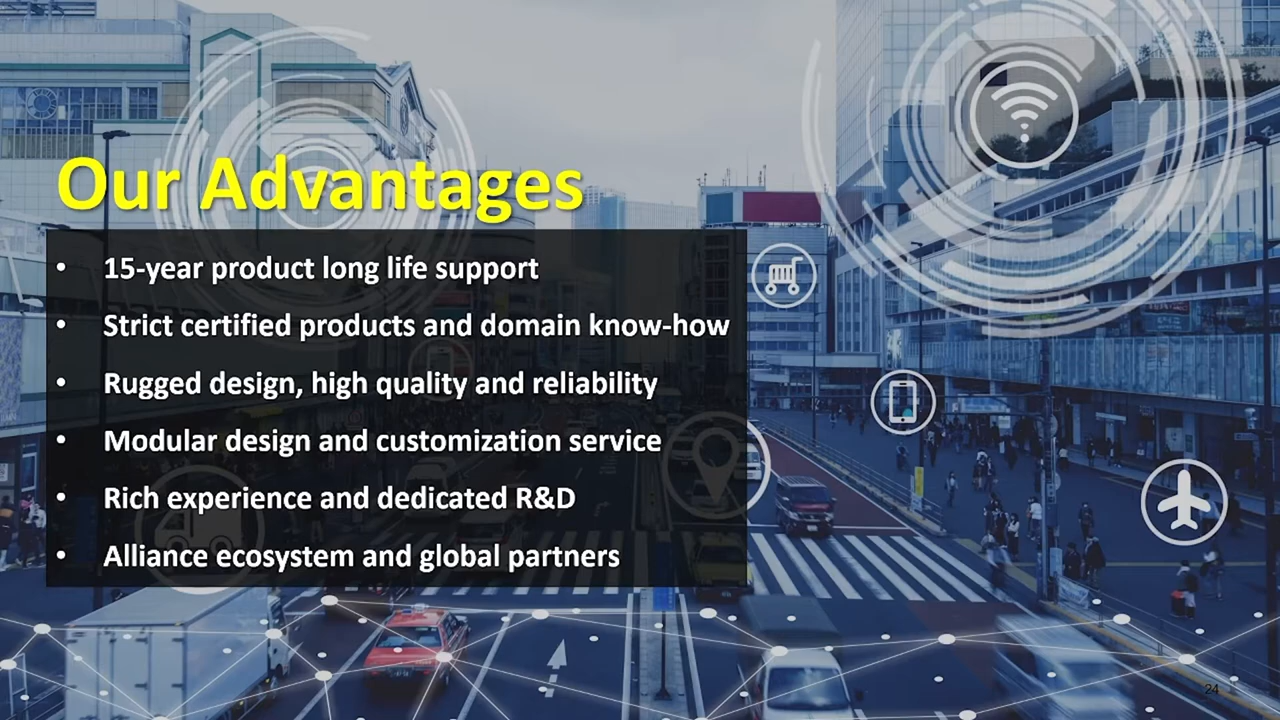 Our Advantages
• 15-year product long life support
• Strict certified products and domain know-how
• Rugged design, high quality and reliability
• Modular design and customization service
• Rich experience and dedicated R&D
• Alliance ecosystem and global partners
24